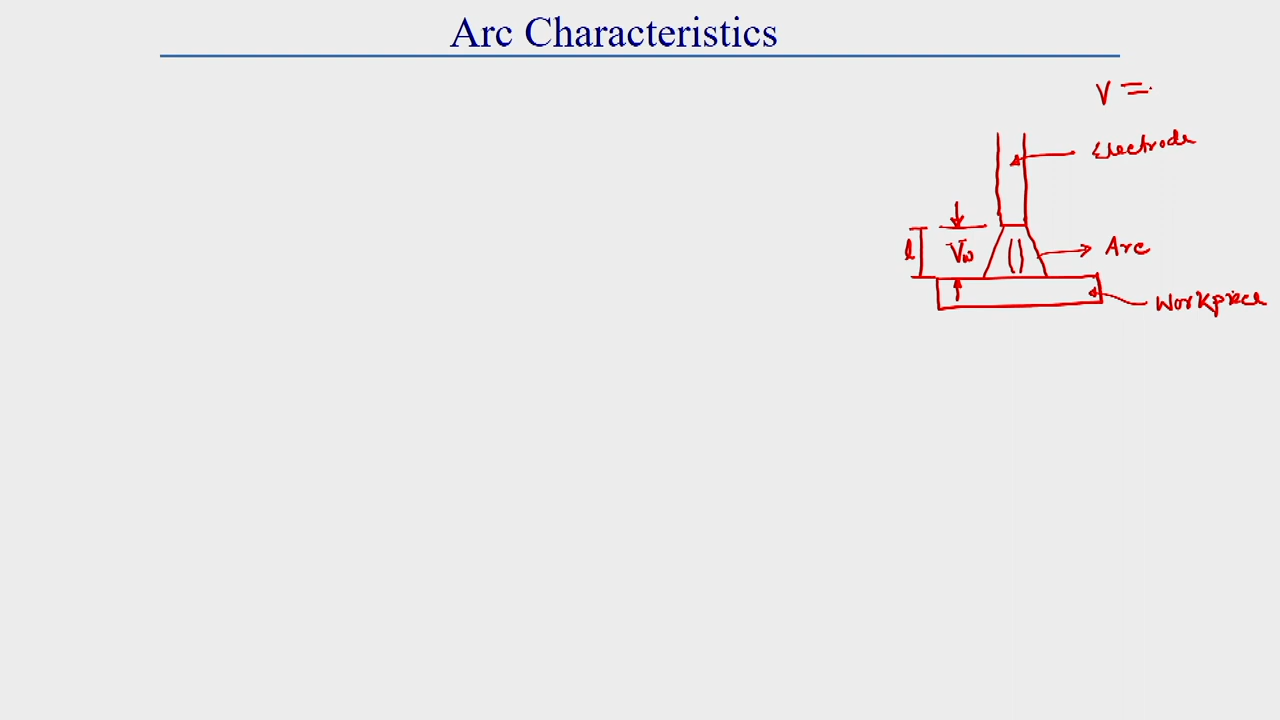 Arc Characteristics
V =
Electrode
l
Vw
Arc
Workpiece